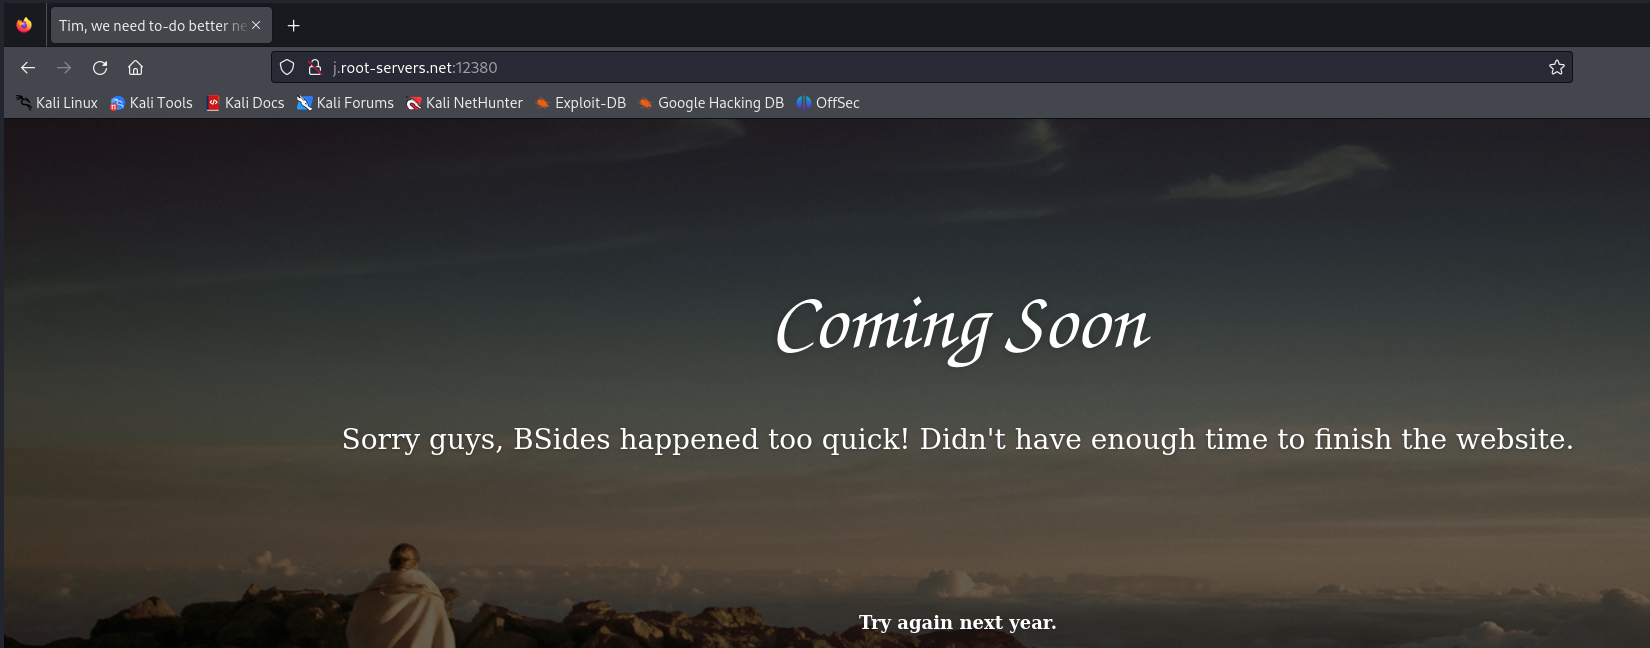 Tim, we need to-do better ne
j.root-servers.net:12380
Kali Linux Kali Tools Kali Docs Kali Forums Kali NetHunter Exploit-DB Google Hacking DB OffSec
Coming Soon
Sorry guys, BSides happened too quick! Didn't have enough time to finish the website.
Try again next year.